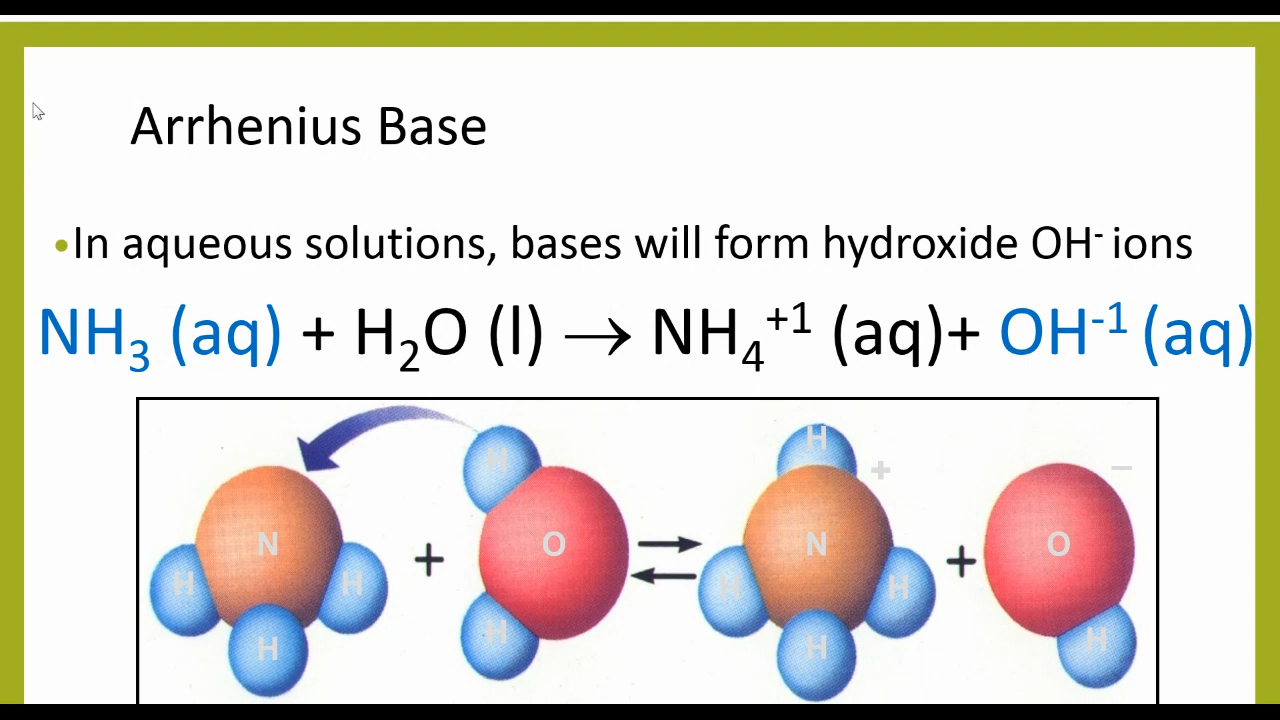 Arrhenius Base
•In aqueous solutions, bases will form hydroxide OH⁻ ions
NH₃ (aq) + H₂O (l) → NH₄⁺¹ (aq)+ OH⁻¹ (aq)
H H +
H –
N + O ⇄ N + O
H H H H
H H H H